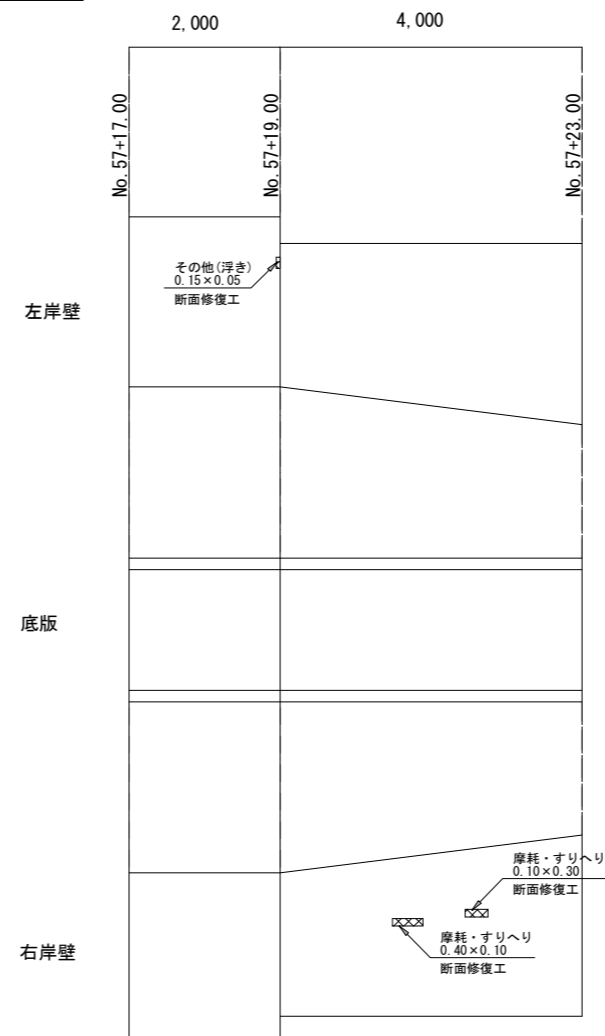 2,000
4,000
No.57+17.00
No.57+19.00
No.57+23.00
その他(浮き)
0.15×0.05
断面修復工
左岸壁
底版
摩耗・すりへり
0.10×0.30
断面修復工
摩耗・すりへり
0.40×0.10
断面修復工
右岸壁